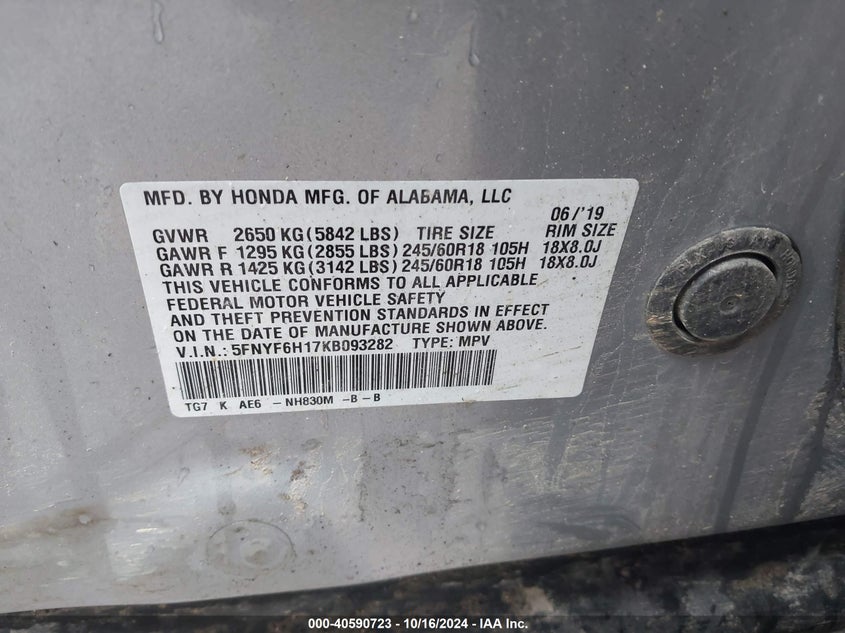 MFD. BY HONDA MFG. OF ALABAMA, LLC
06/'19
GVWR 2650 KG(5842 LBS) TIRE SIZE RIM SIZE
GAWR F 1295 KG(2855 LBS)245/60R18 105H 18X8.0J
GAWR R 1425 KG(3142 LBS)245/60R18 105H 18X8.0J
THIS VEHICLE CONFORMS TO ALL APPLICABLE
FEDERAL MOTOR VEHICLE SAFETY
AND THEFT PREVENTION STANDARDS IN EFFECT
ON THE DATE OF MANUFACTURE SHOWN ABOVE.
V.I.N.: 5FNYF6H17KB093282 TYPE: MPV
TG7 K AE6 -NH830M -B-B
000-40590723 - 10/16/2024 - IAA Inc.